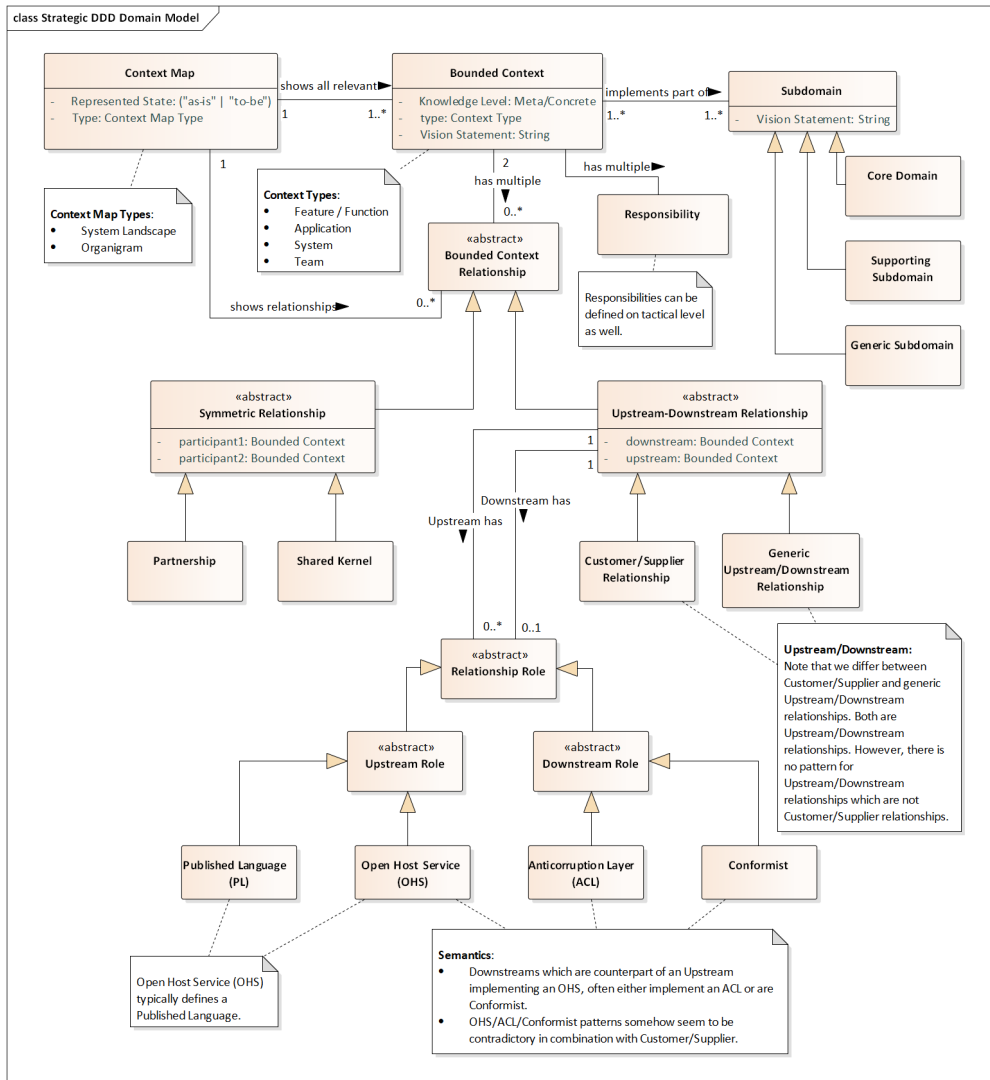 class Strategic DDD Domain Model
Context Map
- Represented State: ("as-is" | "to-be")
- Type: Context Map Type
shows all relevant
1
1..*
Bounded Context
- Knowledge Level: Meta/Concrete
- type: Context Type
- Vision Statement: String
implements part of
1..*
1..*
Subdomain
- Vision Statement: String
1
2
has multiple
0..*
has multiple
Core Domain
Context Map Types:
• System Landscape
• Organigram
Context Types:
• Feature / Function
• Application
• System
• Team
Responsibility
«abstract»
Bounded Context
Relationship
Supporting
Subdomain
shows relationships
0..*
Responsibilities can be
defined on tactical level
as well.
Generic Subdomain
«abstract»
Symmetric Relationship
- participant1: Bounded Context
- participant2: Bounded Context
«abstract»
Upstream-Downstream Relationship
- downstream: Bounded Context
- upstream: Bounded Context
1
1
Downstream has
Upstream has
Partnership
Shared Kernel
Customer/Supplier
Relationship
Generic
Upstream/Downstream
Relationship
0..*
0..1
«abstract»
Relationship Role
Upstream/Downstream:
Note that we differ between
Customer/Supplier and generic
Upstream/Downstream
relationships. Both are
Upstream/Downstream
relationships. However, there is
no pattern for
Upstream/Downstream
relationships which are not
Customer/Supplier relationships.
«abstract»
Upstream Role
«abstract»
Downstream Role
Published Language
(PL)
Open Host Service
(OHS)
Anticorruption Layer
(ACL)
Conformist
Open Host Service (OHS)
typically defines a
Published Language.
Semantics:
• Downstreams which are counterpart of an Upstream
implementing an OHS, often either implement an ACL or are
Conformist.
• OHS/ACL/Conformist patterns somehow seem to be
contradictory in combination with Customer/Supplier.